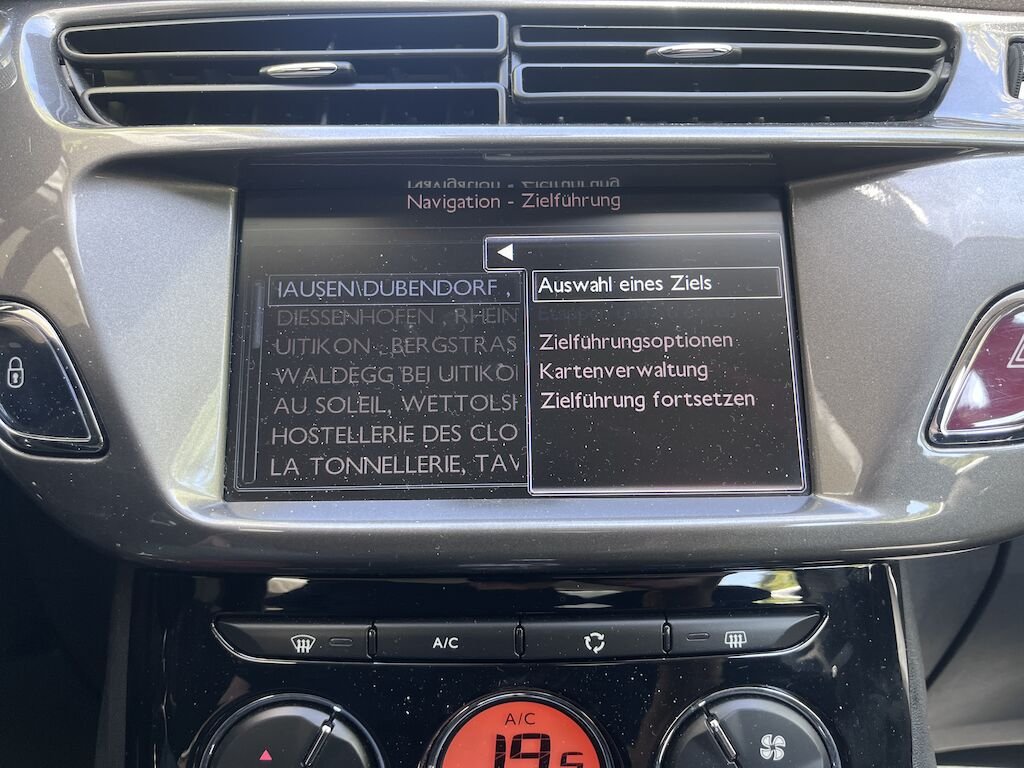 Navigation - Zielführung
IAUSEN\DUBENDORF ,
DIESSENHOFEN , RHEIN
UITIKON , BERGSTRAS
WALDEGG BEI UITIKO
AU SOLEIL, WETTOLSH
HOSTELLERIE DES CLO
LA TONNELLERIE, TAV
Auswahl eines Ziels
Zielführungsoptionen
Kartenverwaltung
Zielführung fortsetzen
A/C
A/C
19.5